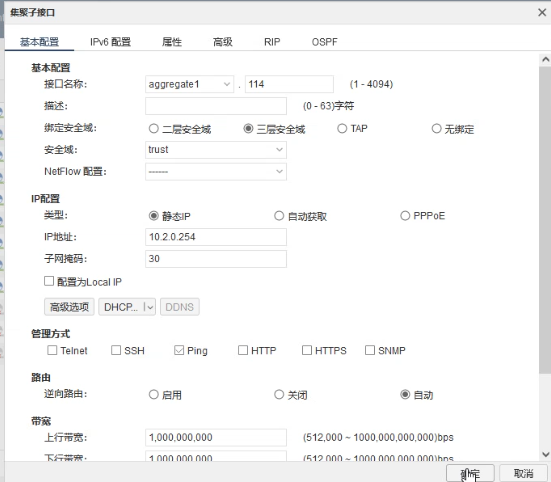 集聚子接口
基本配置 IPv6 配置 属性 高级 RIP OSPF
基本配置
接口名称: aggregate1 . 114 (1 - 4094)
描述: (0 - 63)字符
绑定安全域: 二层安全域 三层安全域 TAP 无绑定
安全域: trust
NetFlow 配置: ------
IP配置
类型: 静态IP 自动获取 PPPoE
IP地址: 10.2.0.254
子网掩码: 30
配置为Local IP
高级选项 DHCP... DDNS
管理方式
Telnet SSH Ping HTTP HTTPS SNMP
路由
逆向路由: 启用 关闭 自动
带宽
上行带宽: 1,000,000,000 (512,000 ~ 1000,000,000,000)bps
下行带宽: 1,000,000,000 (512,000 ~ 1000,000,000,000)bps
确定 取消